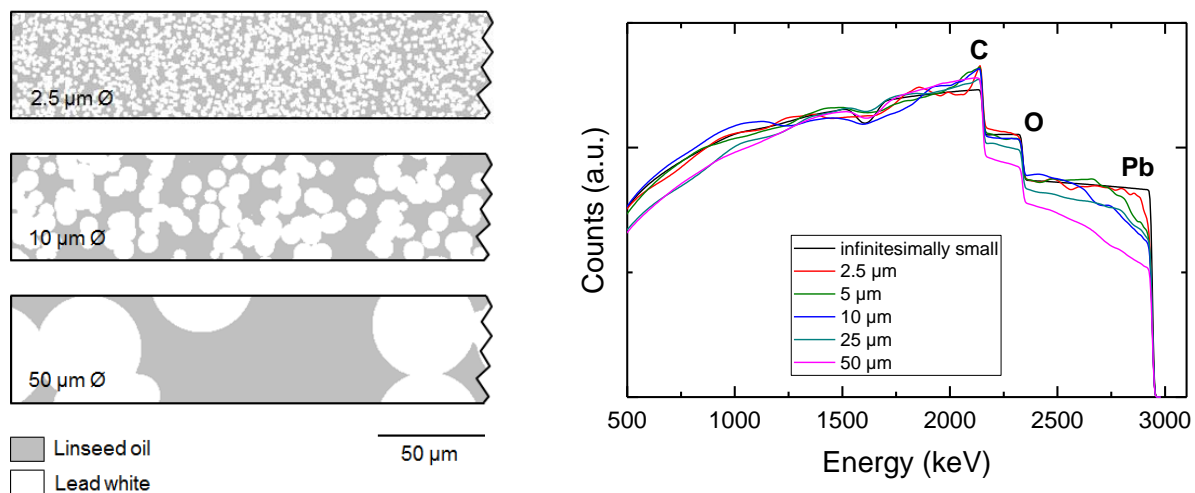 2.5 µm Ø
10 µm Ø
50 µm Ø
Linseed oil
Lead white
50 µm
Counts (a.u.)
C
O
Pb
infinitesimally small
2.5 µm
5 µm
10 µm
25 µm
50 µm
500 1000 1500 2000 2500 3000
Energy (keV)